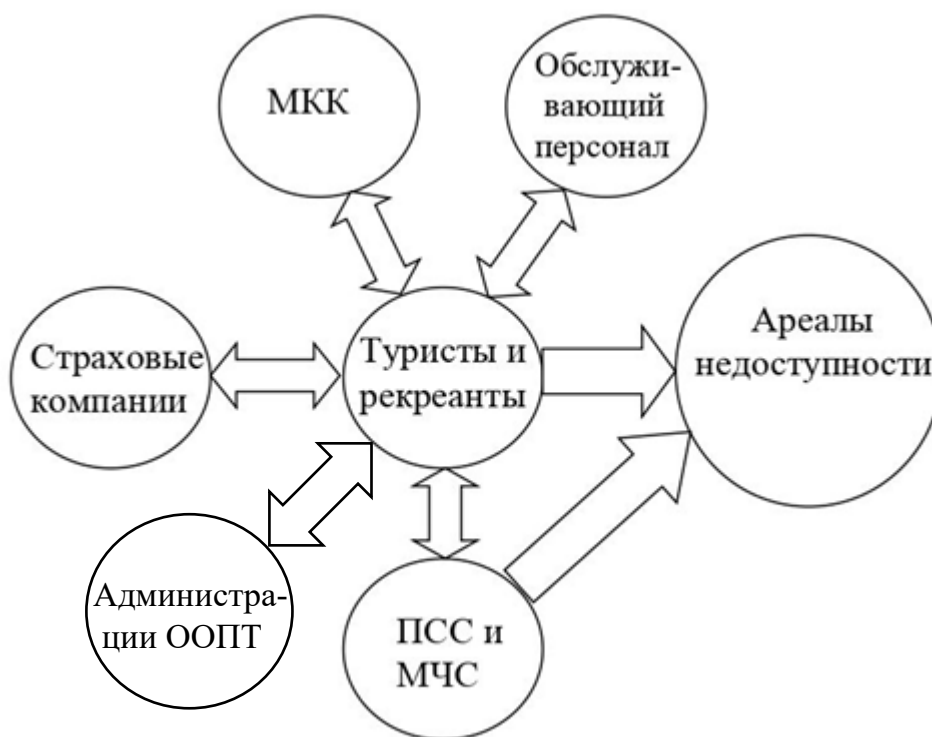 МКК
Обслужи-
вающий
персонал
Ареалы
недоступности
Страховые
компании
Туристы и
рекреанты
Администра-
ции ООПТ
ПСС и
МЧС